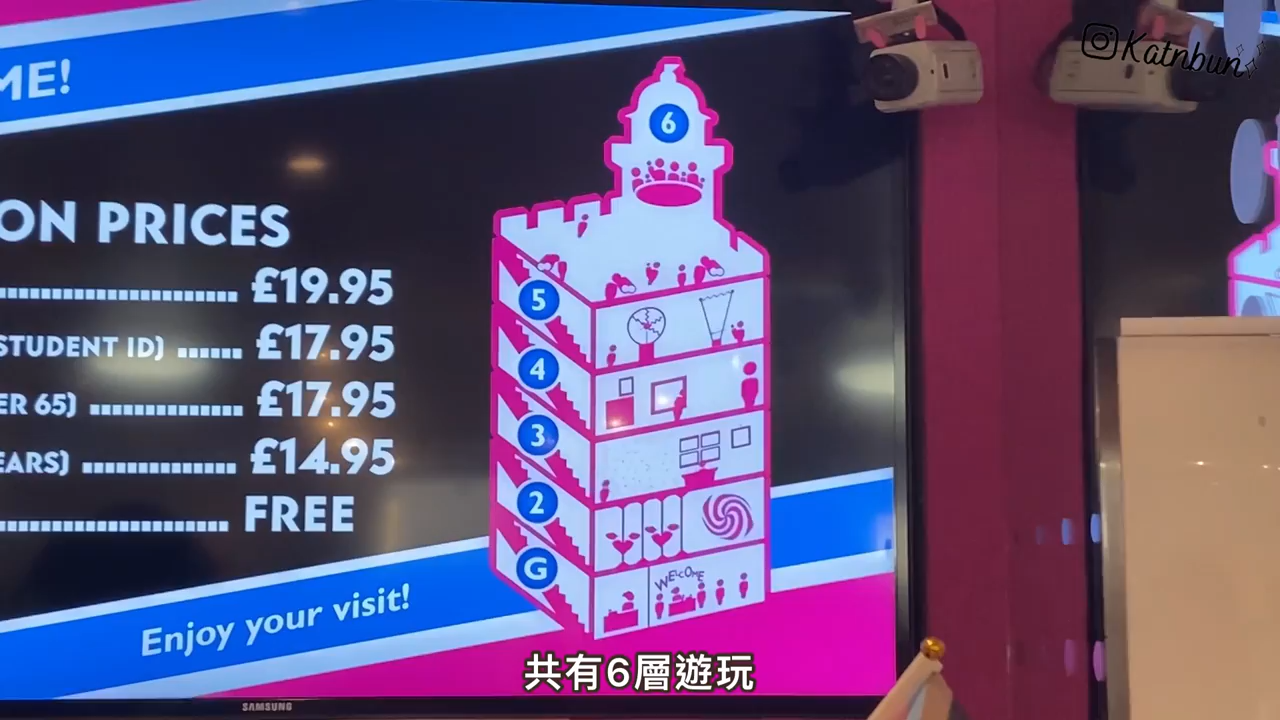 ME!
ON PRICES
£19.95
STUDENT ID) £17.95
ER 65) £17.95
EARS) £14.95
FREE
Enjoy your visit!
6
5
4
3
2
G
WELCOME
SAMSUNG
Katnbun
共有6層遊玩